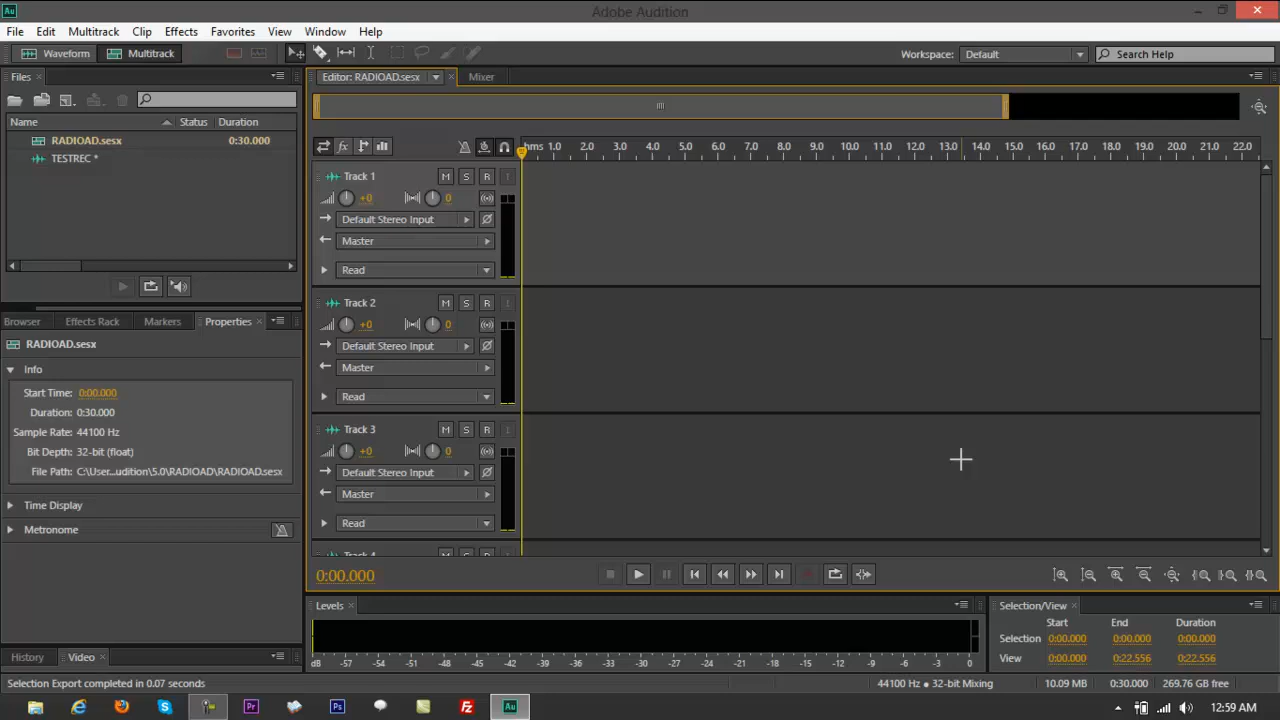 Au
Adobe Audition
File Edit Multitrack Clip Effects Favorites View Window Help
Waveform Multitrack Workspace: Default Search Help
Files
Name Status Duration
RADIOAD.sesx 0:30.000
TESTREC *
Browser Effects Rack Markers Properties
RADIOAD.sesx
Info
Start Time: 0:00.000
Duration: 0:30.000
Sample Rate: 44100 Hz
Bit Depth: 32-bit (float)
File Path: C:\User...udition\5.0\RADIOAD\RADIOAD.sesx
Time Display
Metronome
History Video
Editor: RADIOAD.sesx Mixer
fx
hms 1.0 2.0 3.0 4.0 5.0 6.0 7.0 8.0 9.0 10.0 11.0 12.0 13.0 14.0 15.0 16.0 17.0 18.0 19.0 20.0 21.0 22.0
Track 1 M S R I
+0 0
Default Stereo Input
Master
Read
Track 2 M S R I
+0 0
Default Stereo Input
Master
Read
Track 3 M S R I
+0 0
Default Stereo Input
Master
Read
Track 4 M S R
0:00.000
Levels
dB -57 -54 -51 -48 -45 -42 -39 -36 -33 -30 -27 -24 -21 -18 -15 -12 -9 -6 -3 0
Selection/View
Start End Duration
Selection 0:00.000 0:00.000 0:00.000
View 0:00.000 0:22.556 0:22.556
Selection Export completed in 0.07 seconds 44100 Hz ● 32-bit Mixing 10.09 MB 0:30.000 269.76 GB free
Pr Ps Fz Au 12:59 AM